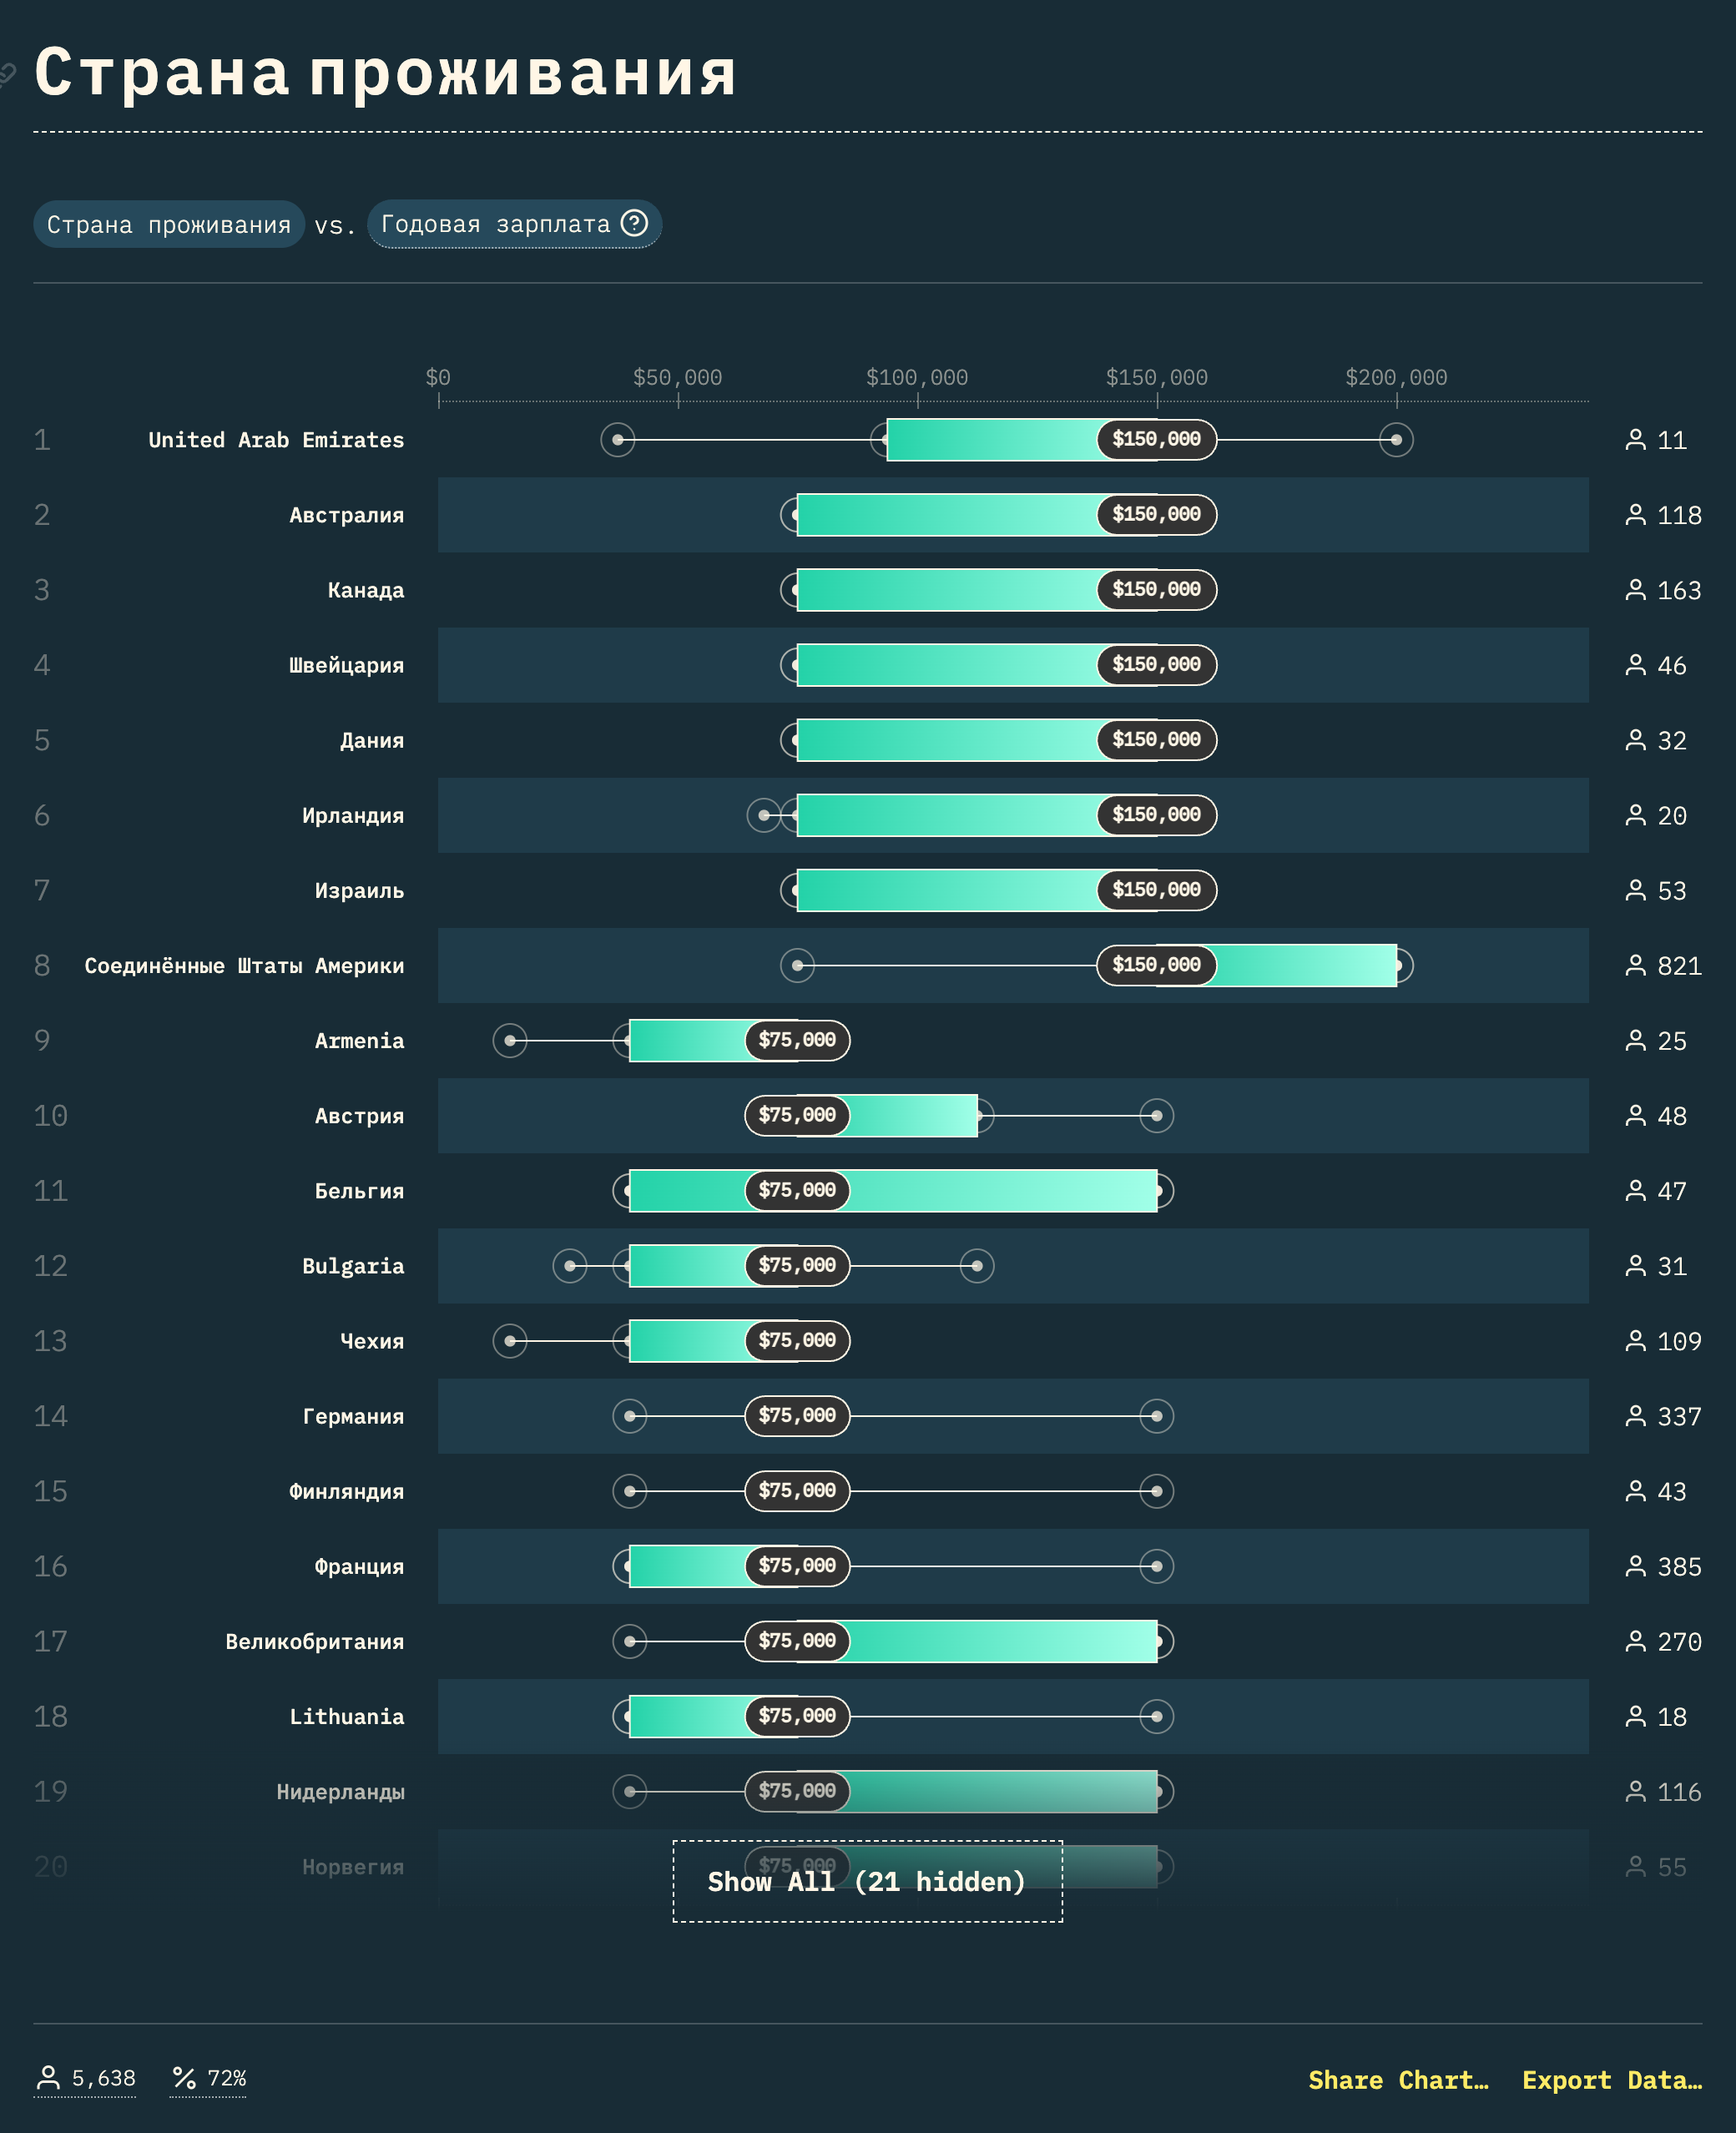 Страна проживания
Страна проживания vs. Годовая зарплата
$0 $50,000 $100,000 $150,000 $200,000
1 United Arab Emirates $150,000 11
2 Австралия $150,000 118
3 Канада $150,000 163
4 Швейцария $150,000 46
5 Дания $150,000 32
6 Ирландия $150,000 20
7 Израиль $150,000 53
8 Соединённые Штаты Америки $150,000 821
9 Armenia $75,000 25
10 Австрия $75,000 48
11 Бельгия $75,000 47
12 Bulgaria $75,000 31
13 Чехия $75,000 109
14 Германия $75,000 337
15 Финляндия $75,000 43
16 Франция $75,000 385
17 Великобритания $75,000 270
18 Lithuania $75,000 18
19 Нидерланды $75,000 116
20 Норвегия $75,000 55
Show All (21 hidden)
5,638 72% Share Chart… Export Data…